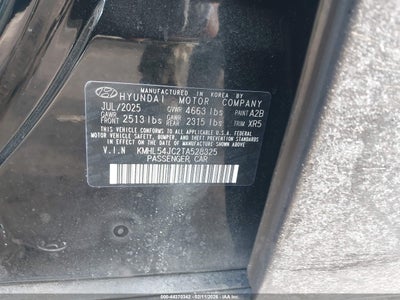 MANUFACTURED IN KOREA BY
HYUNDAI MOTOR COMPANY
JUL/2025 GVWR 4663 lbs PAINT A2B
GAWR FRONT 2513 lbs GAWR REAR 2315 lbs TRIM XR5
THIS VEHICLE CONFORMS TO ALL APPLICABLE U.S. FEDERAL
MOTOR VEHICLE SAFETY, BUMPER, AND THEFT PREVENTION STANDARDS
IN EFFECT ON THE DATE OF MANUFACTURE SHOWN ABOVE.
V.I.N KMHL54JC2TA528325
PASSENGER CAR